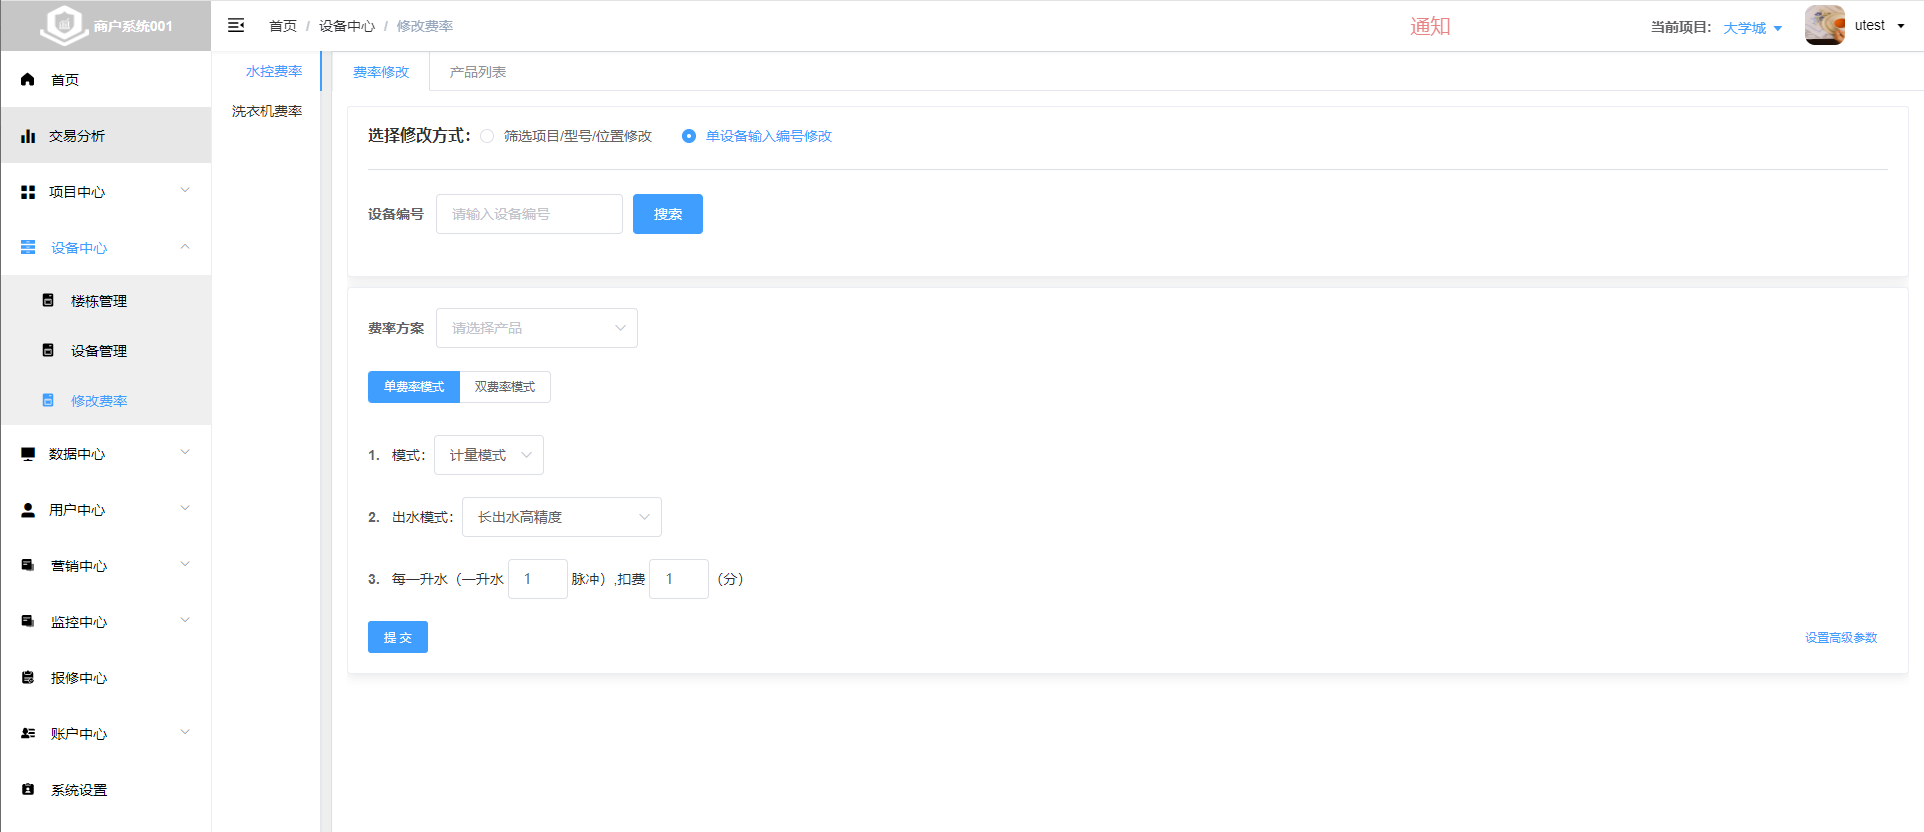 商户系统001
首页 / 设备中心 / 修改费率
通知
当前项目: 大学城
utest
首页
交易分析
项目中心
设备中心
楼栋管理
设备管理
修改费率
数据中心
用户中心
营销中心
监控中心
报修中心
账户中心
系统设置
水控费率
洗衣机费率
费率修改 产品列表
选择修改方式: 筛选项目/型号/位置修改 单设备输入编号修改
设备编号 请输入设备编号 搜索
费率方案 请选择产品
单费率模式 双费率模式
1. 模式: 计量模式
2. 出水模式: 长出水高精度
3. 每一升水（一升水 1 脉冲）,扣费 1 （分）
提交 设置高级参数